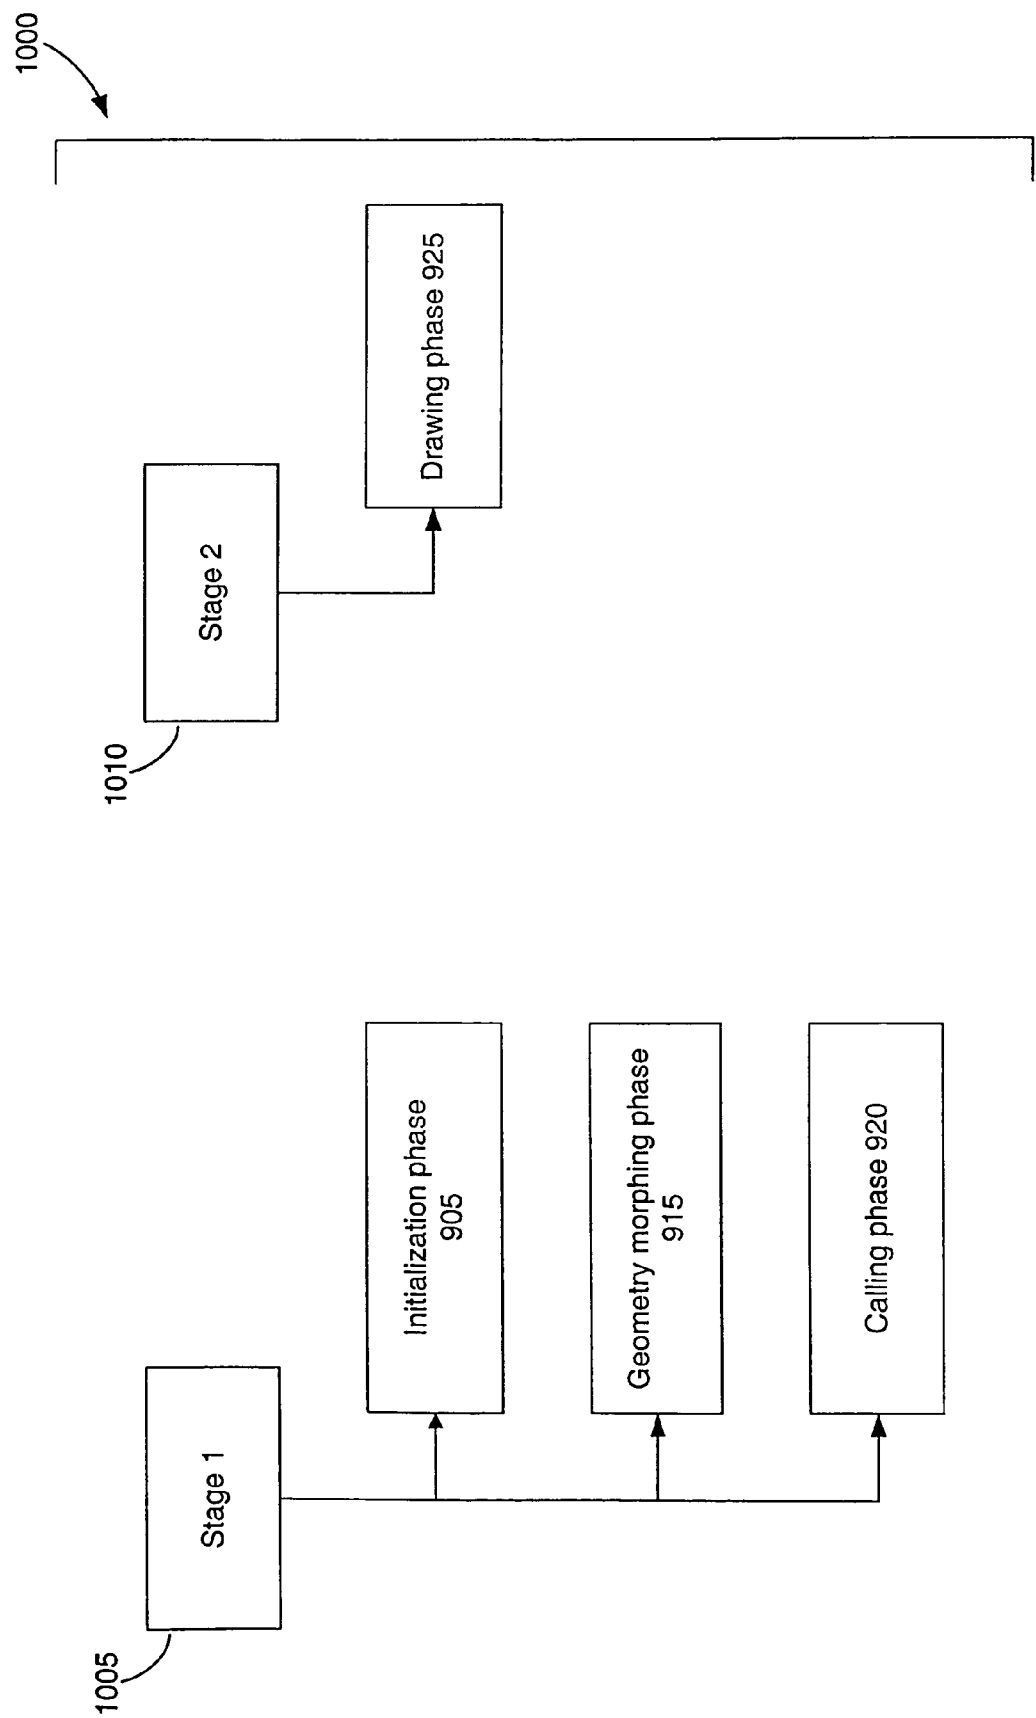 1000
1005
Stage 1
Initialization phase
905
Geometry morphing phase
915
Calling phase 920
1010
Stage 2
Drawing phase 925